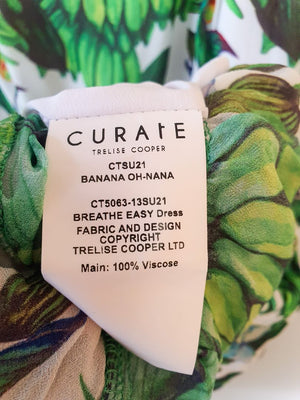 CURATE
TRELISE COOPER
CTSU21
BANANA OH-NANA
CT5063-13SU21
BREATHE EASY Dress
FABRIC AND DESIGN
COPYRIGHT
TRELISE COOPER LTD
Main: 100% Viscose